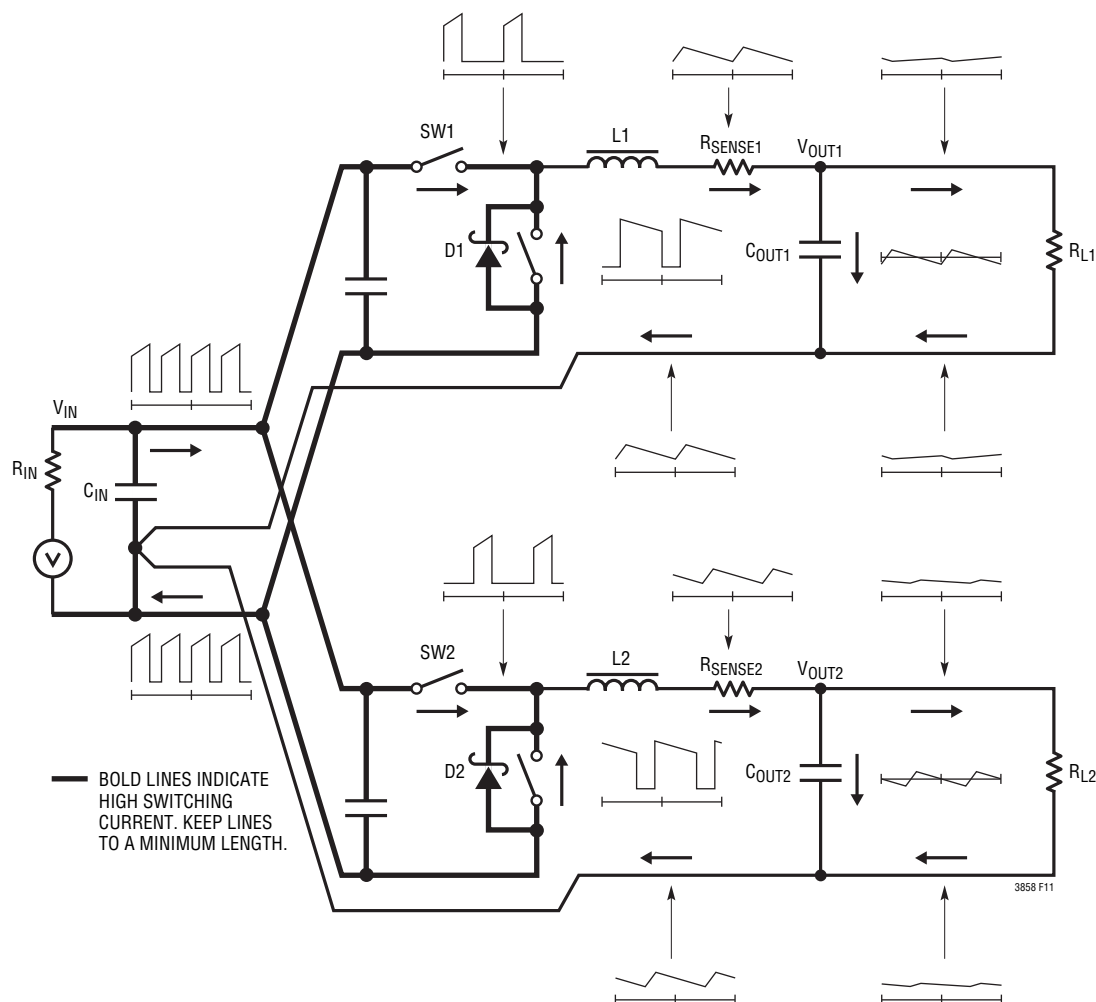 SW1
L1
RSENSE1
VOUT1
D1
COUT1
RL1
VIN
RIN
CIN
V
SW2
L2
RSENSE2
VOUT2
D2
COUT2
RL2
BOLD LINES INDICATE
HIGH SWITCHING
CURRENT. KEEP LINES
TO A MINIMUM LENGTH.
3858 F11